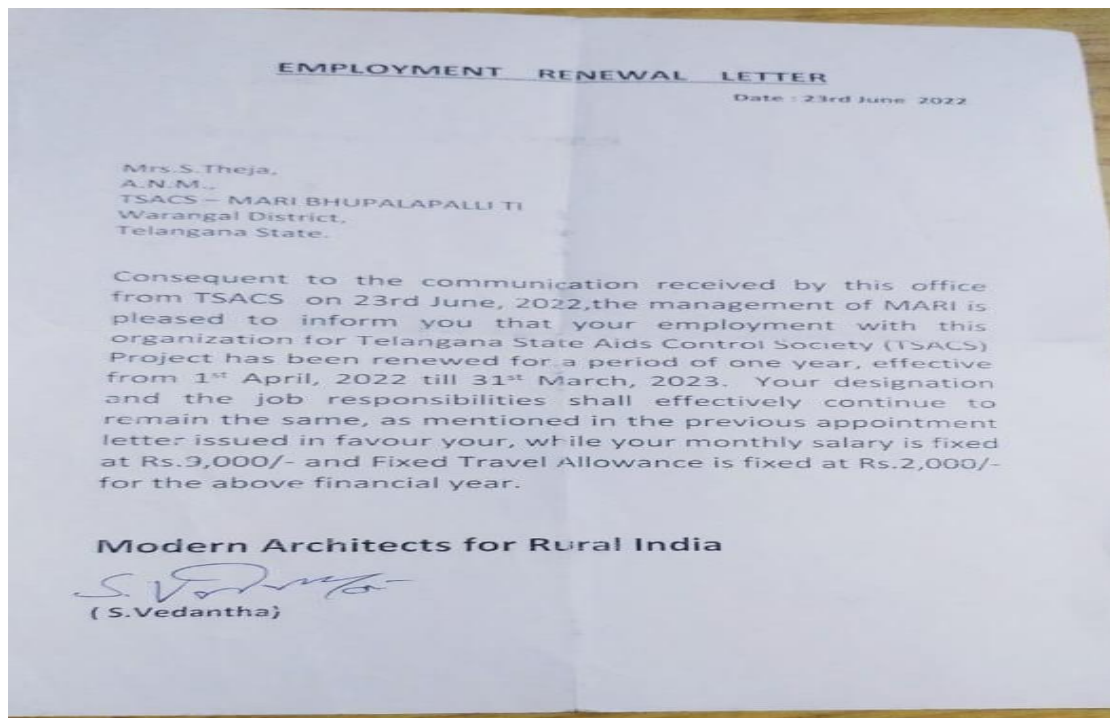 EMPLOYMENT RENEWAL LETTER
Date : 23rd June 2022
Mrs.S.Theja,
A.N.M.,
TSACS – MARI BHUPALAPALLI TI
Warangal District,
Telangana State.
Consequent to the communication received by this office
from TSACS on 23rd June, 2022,the management of MARI is
pleased to inform you that your employment with this
organization for Telangana State Aids Control Society (TSACS)
Project has been renewed for a period of one year, effective
from 1st April, 2022 till 31st March, 2023. Your designation
and the job responsibilities shall effectively continue to
remain the same, as mentioned in the previous appointment
letter issued in favour your, while your monthly salary is fixed
at Rs.9,000/- and Fixed Travel Allowance is fixed at Rs.2,000/-
for the above financial year.
Modern Architects for Rural India
( S.Vedantha)